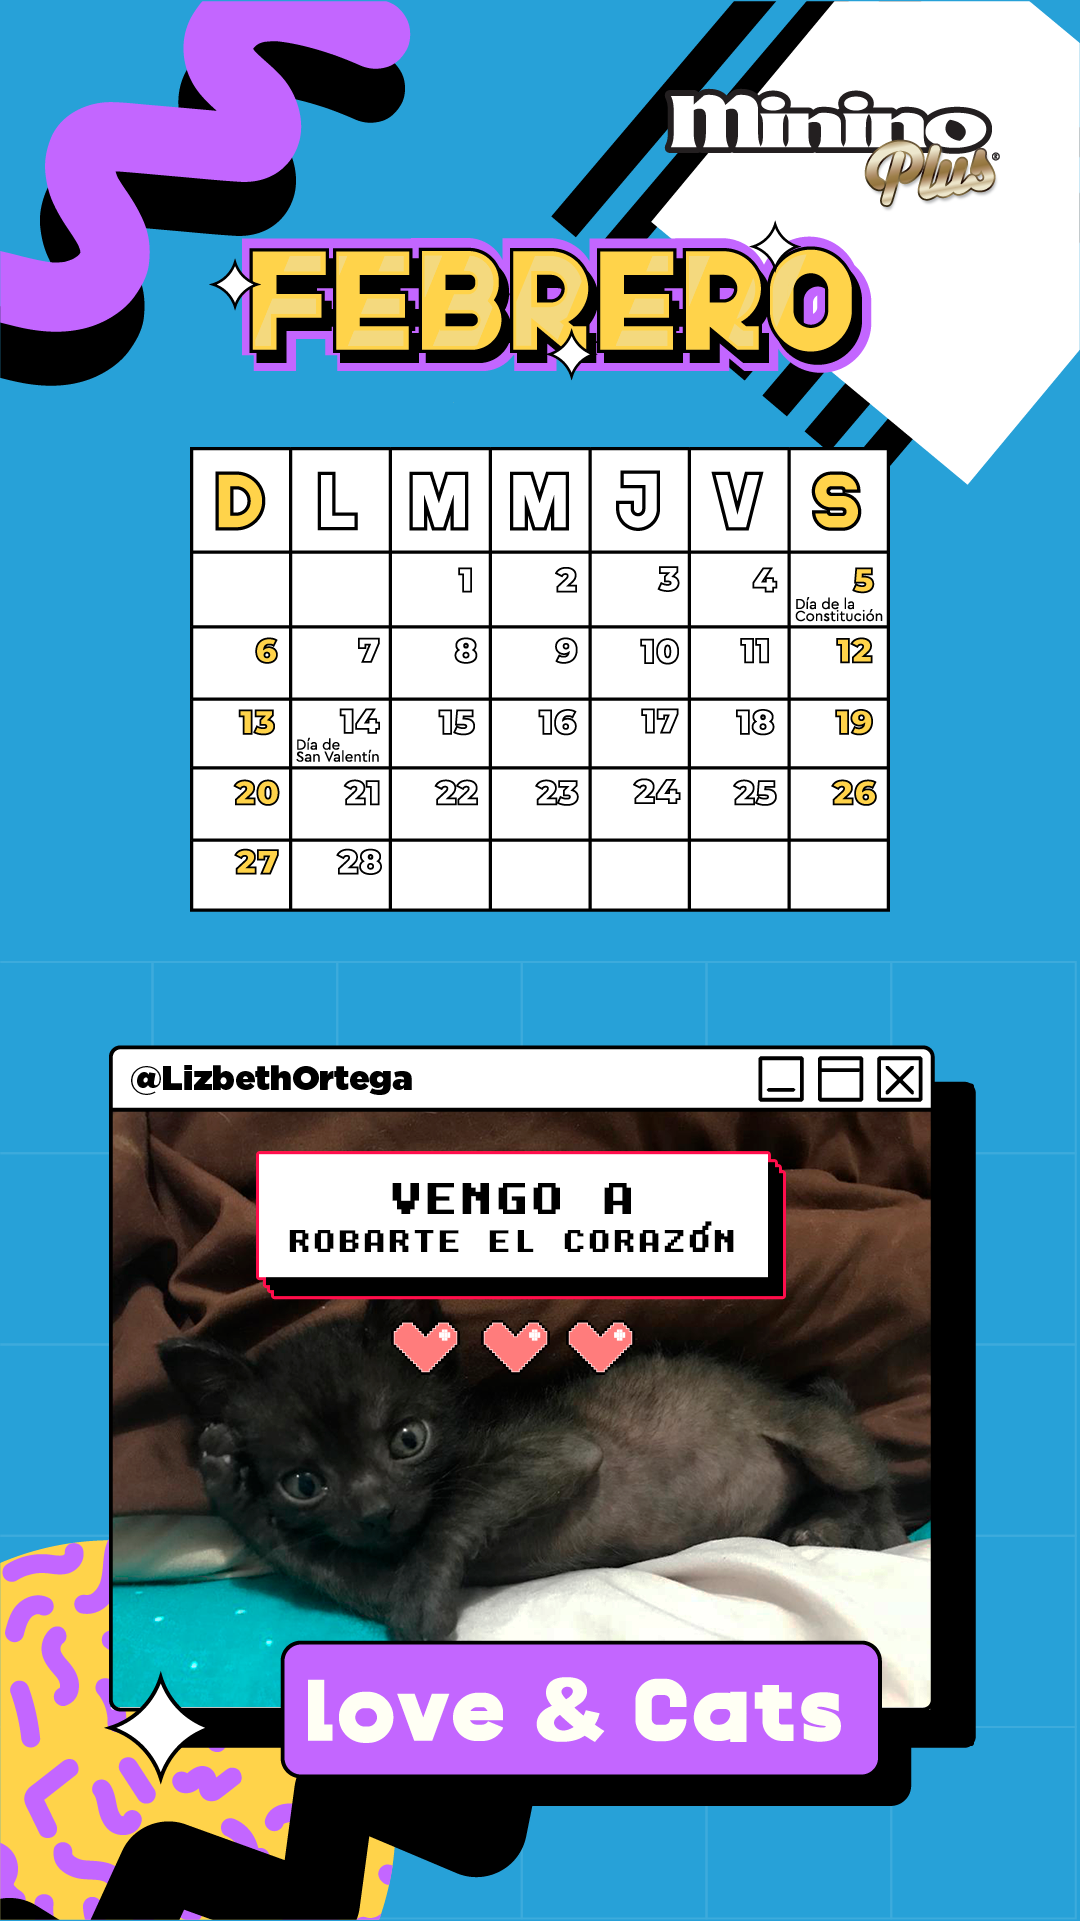 Minino
Plus®
FEBRERO
D L M M J V S
1 2 3 4 5
Día de la
Constitución
6 7 8 9 10 11 12
13 14 15 16 17 18 19
Día de
San Valentín
20 21 22 23 24 25 26
27 28
@LizbethOrtega
VENGO A
ROBARTE EL CORAZÓN
love & Cats